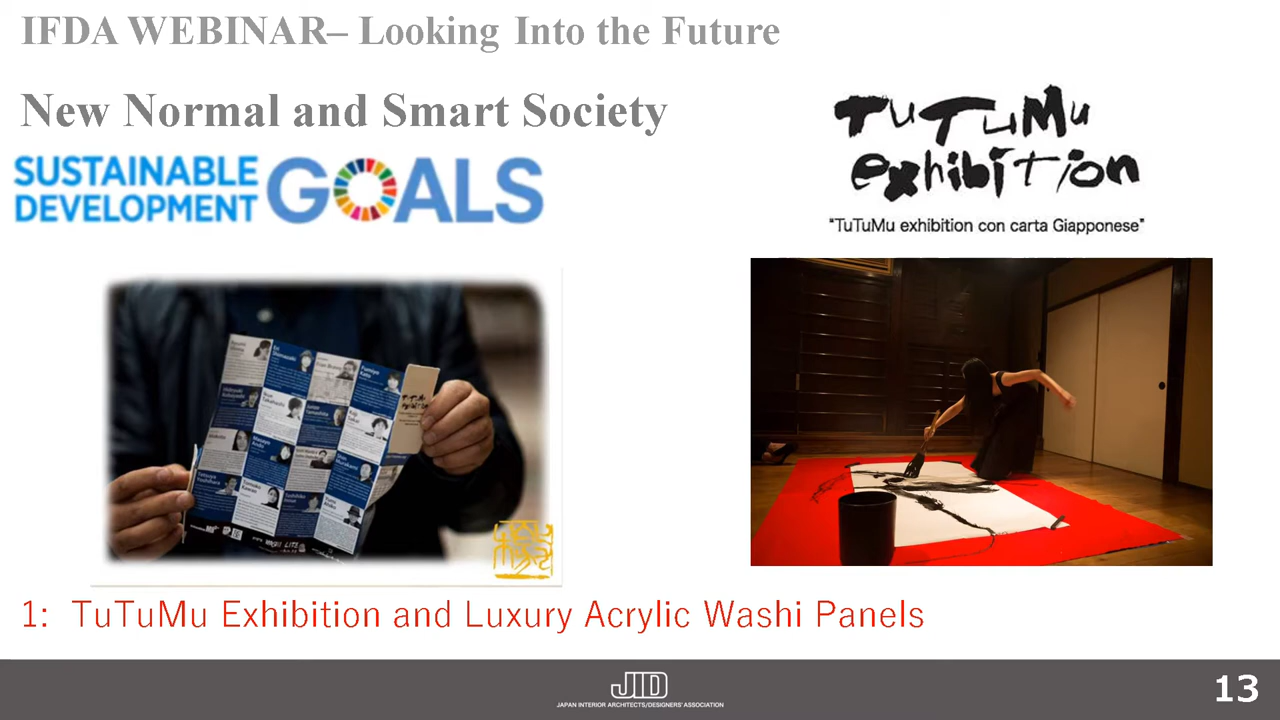 IFDA WEBINAR– Looking Into the Future
New Normal and Smart Society
SUSTAINABLE
DEVELOPMENT
GOALS
TuTuMu
exhibition
“TuTuMu exhibition con carta Giapponese”
1: TuTuMu Exhibition and Luxury Acrylic Washi Panels
JID
JAPAN INTERIOR ARCHITECTS/DESIGNERS' ASSOCIATION
13